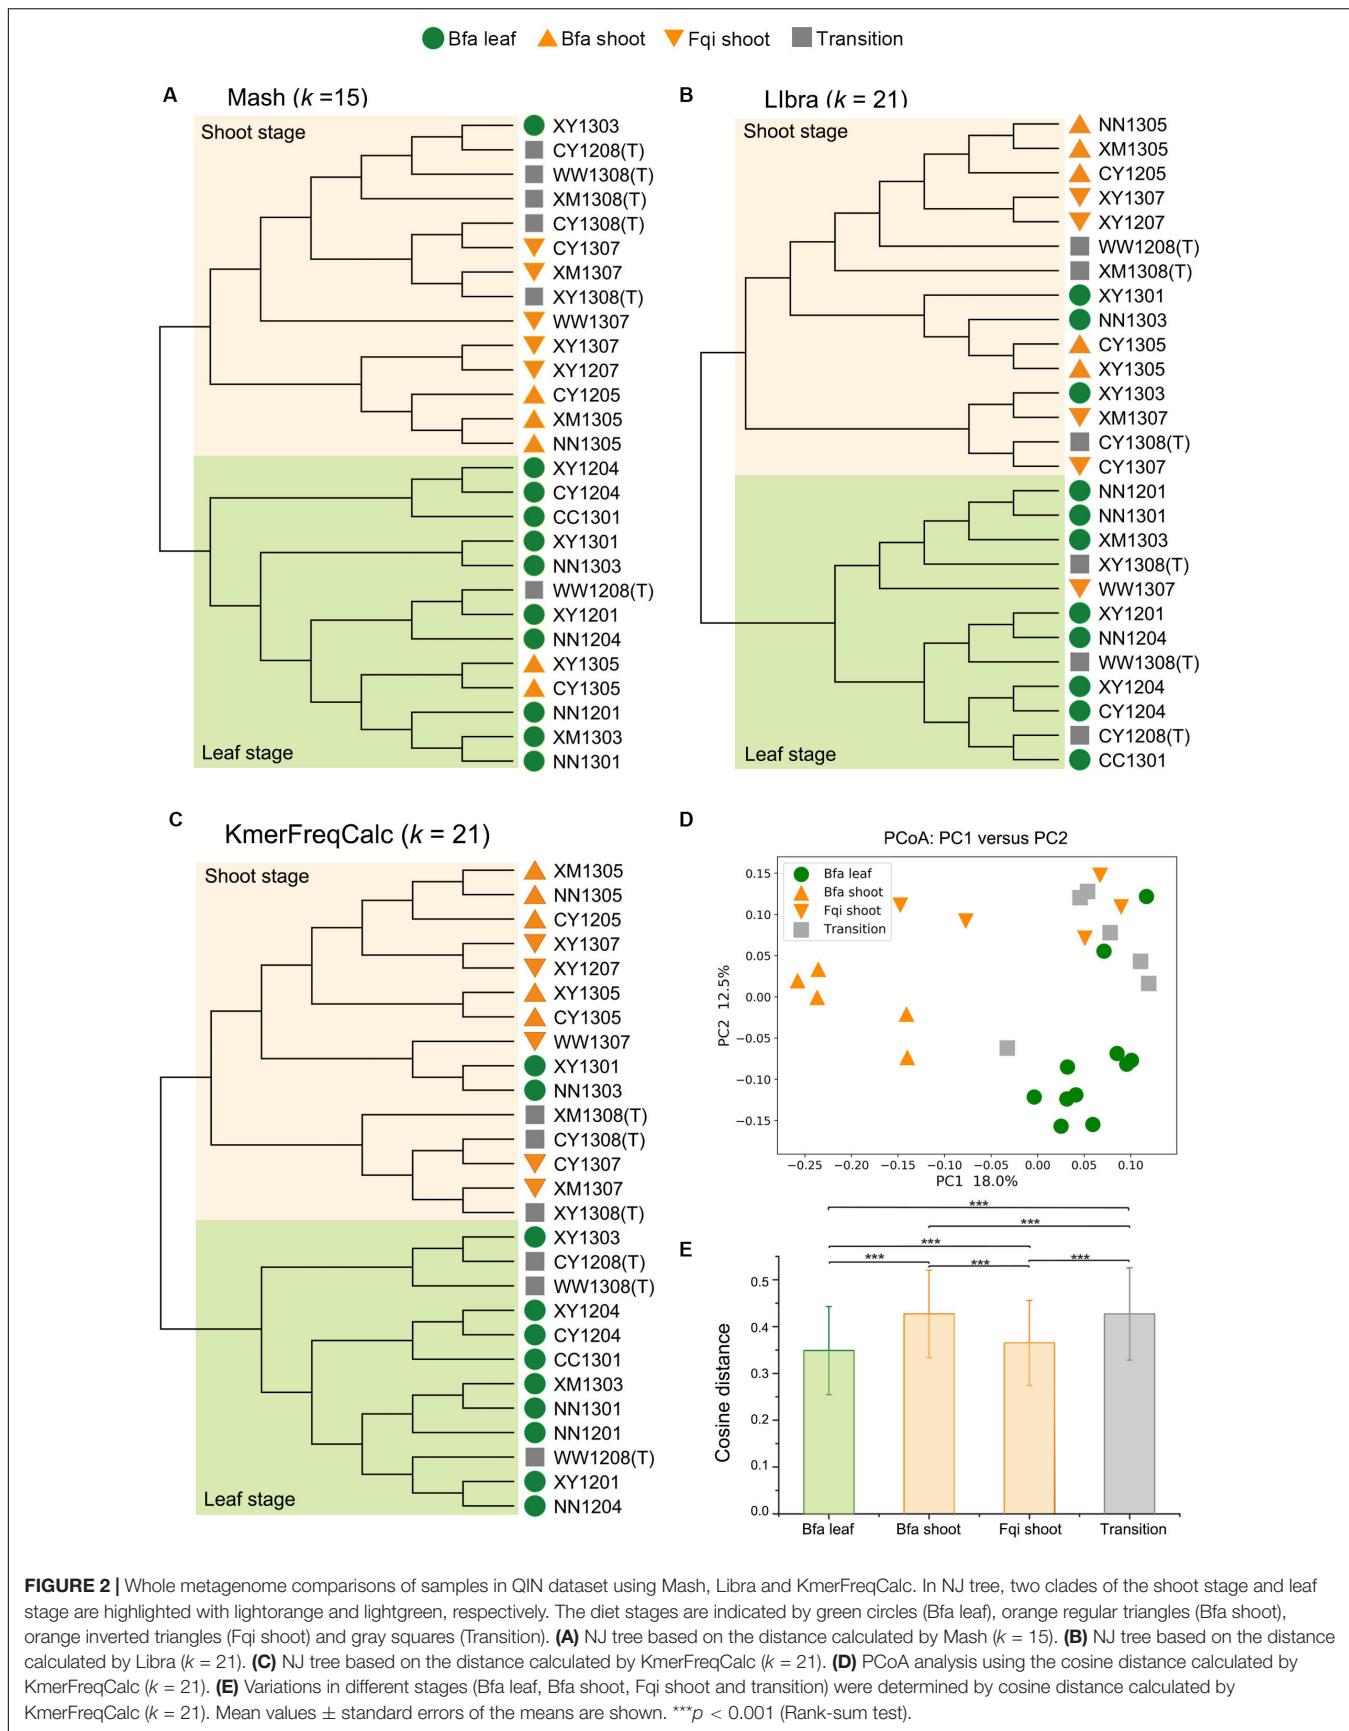 Bfa leaf Bfa shoot Fqi shoot Transition
A Mash (k =15)
Shoot stage
XY1303
CY1208(T)
WW1308(T)
XM1308(T)
CY1308(T)
CY1307
XM1307
XY1308(T)
WW1307
XY1307
XY1207
CY1205
XM1305
NN1305
XY1204
CY1204
CC1301
XY1301
NN1303
WW1208(T)
XY1201
NN1204
XY1305
CY1305
NN1201
XM1303
NN1301
Leaf stage
B LIbra (k = 21)
Shoot stage
NN1305
XM1305
CY1205
XY1307
XY1207
WW1208(T)
XM1308(T)
XY1301
NN1303
CY1305
XY1305
XY1303
XM1307
CY1308(T)
CY1307
NN1201
NN1301
XM1303
XY1308(T)
WW1307
XY1201
NN1204
WW1308(T)
XY1204
CY1204
CY1208(T)
CC1301
Leaf stage
C KmerFreqCalc (k = 21)
Shoot stage
XM1305
NN1305
CY1205
XY1307
XY1207
XY1305
CY1305
WW1307
XY1301
NN1303
XM1308(T)
CY1308(T)
CY1307
XM1307
XY1308(T)
XY1303
CY1208(T)
WW1308(T)
XY1204
CY1204
CC1301
XM1303
NN1301
NN1201
WW1208(T)
XY1201
NN1204
Leaf stage
D
PCoA: PC1 versus PC2
Bfa leaf
Bfa shoot
Fqi shoot
Transition
0.15
0.10
0.05
0.00
−0.05
−0.10
−0.15
PC2 12.5%
−0.25 −0.20 −0.15 −0.10 −0.05 0.00 0.05 0.10
PC1 18.0%
E
***
***
***
*** *** ***
0.5
0.4
0.3
0.2
0.1
0.0
Cosine distance
Bfa leaf Bfa shoot Fqi shoot Transition
FIGURE 2 | Whole metagenome comparisons of samples in QIN dataset using Mash, Libra and KmerFreqCalc. In NJ tree, two clades of the shoot stage and leaf
stage are highlighted with lightorange and lightgreen, respectively. The diet stages are indicated by green circles (Bfa leaf), orange regular triangles (Bfa shoot),
orange inverted triangles (Fqi shoot) and gray squares (Transition). (A) NJ tree based on the distance calculated by Mash (k = 15). (B) NJ tree based on the distance
calculated by Libra (k = 21). (C) NJ tree based on the distance calculated by KmerFreqCalc (k = 21). (D) PCoA analysis using the cosine distance calculated by
KmerFreqCalc (k = 21). (E) Variations in different stages (Bfa leaf, Bfa shoot, Fqi shoot and transition) were determined by cosine distance calculated by
KmerFreqCalc (k = 21). Mean values ± standard errors of the means are shown. ***p < 0.001 (Rank-sum test).